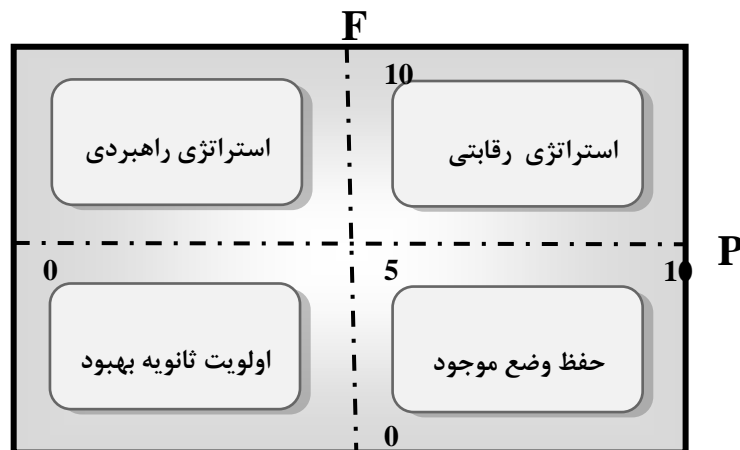 F
10
استراتژی رقابتی
استراتژی راهبردی
P
10
5
0
حفظ وضع موجود
اولویت ثانویه بهبود
0